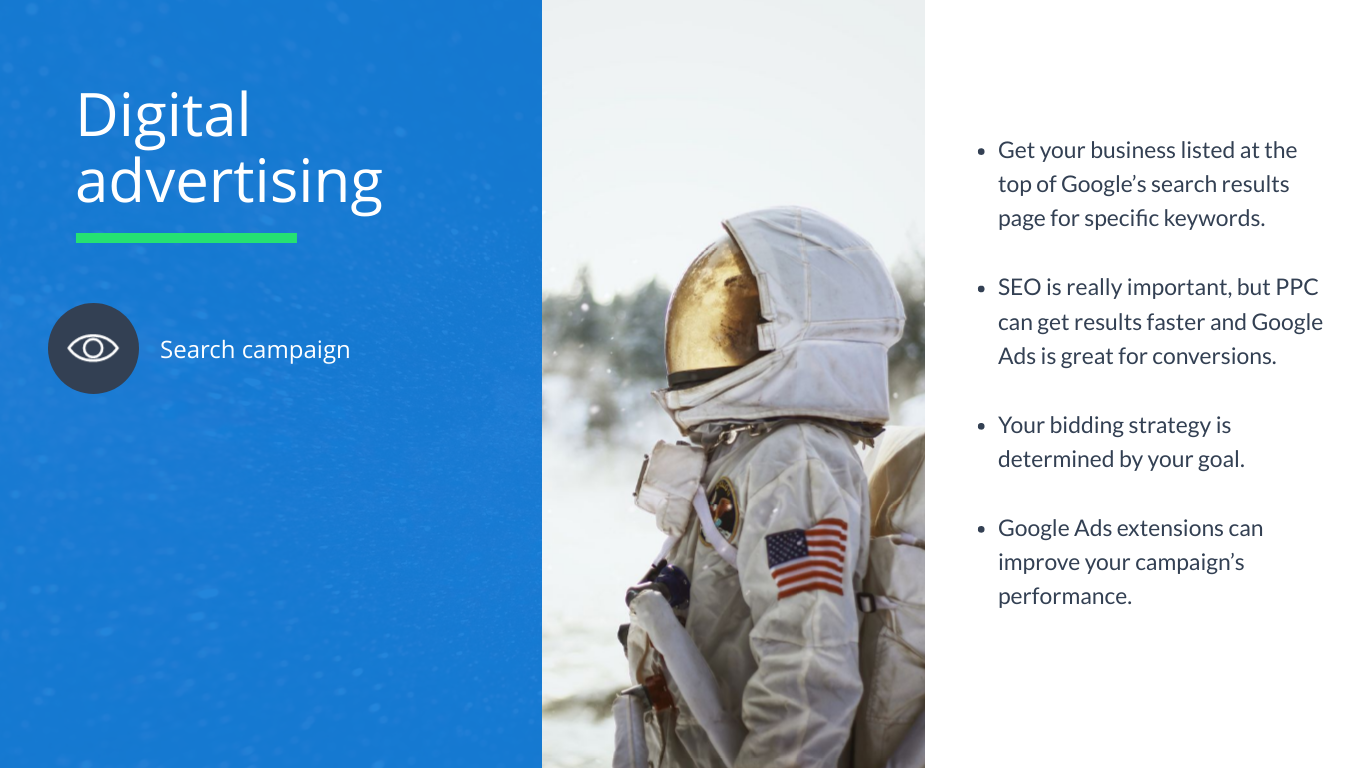 Digital
advertising
Search campaign
• Get your business listed at the
top of Google’s search results
page for specific keywords.
• SEO is really important, but PPC
can get results faster and Google
Ads is great for conversions.
• Your bidding strategy is
determined by your goal.
• Google Ads extensions can
improve your campaign’s
performance.